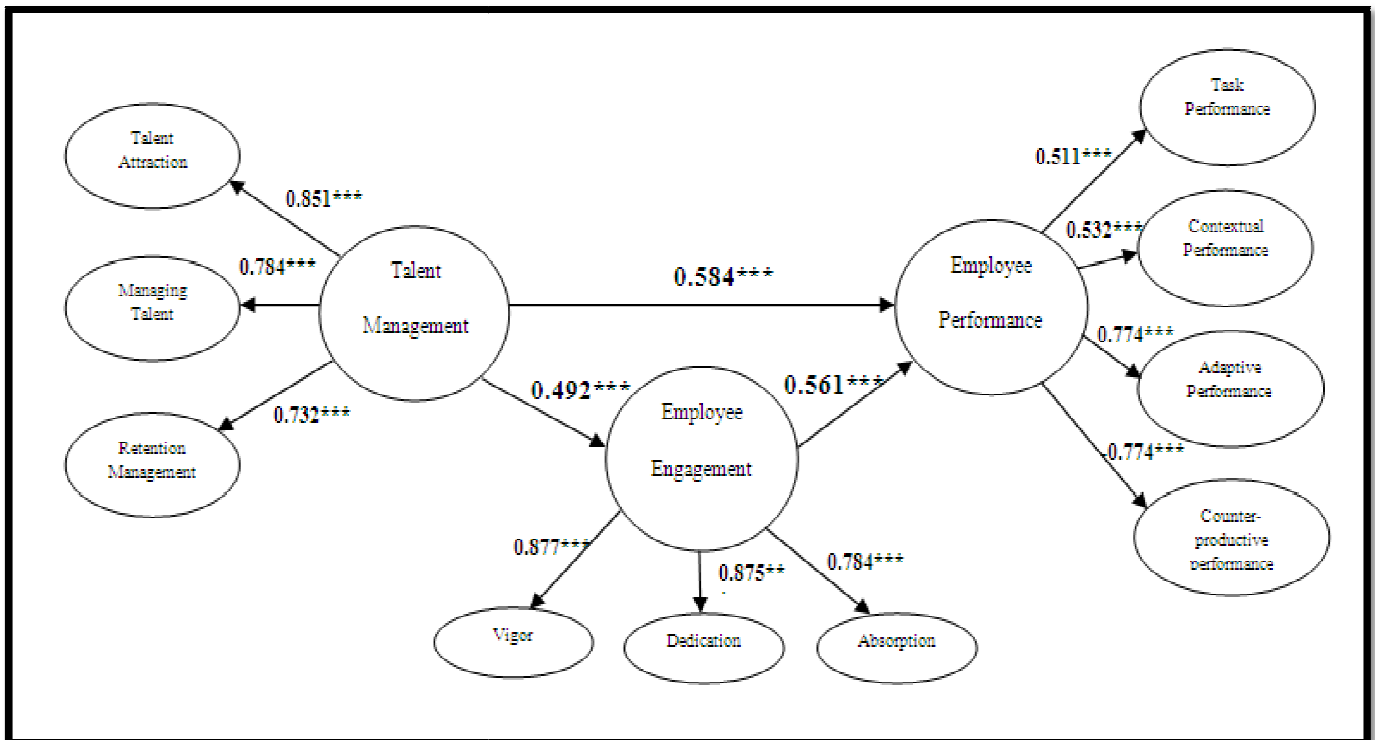 Task
Performance
Talent
Attraction
0.511***
0.851***
0.532***
Contextual
Performance
0.784***
Talent
Management
0.584***
Employee
Performance
Managing
Talent
0.774***
Adaptive
Performance
0.492***
0.561***
0.732***
Employee
Engagement
Retention
Management
-0.774***
Counter-
productive
performance
0.877***
0.875**
0.784***
Vigor
Dedication
Absorption